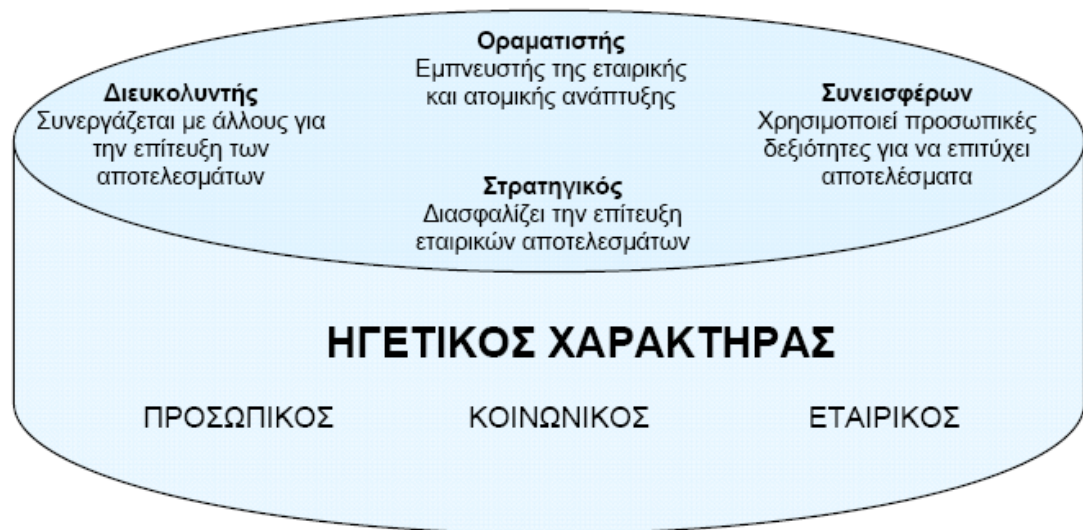 Οραματιστής
Εμπνευστής της εταιρικής
και ατομικής ανάπτυξης
Διευκολυντής
Συνεργάζεται με άλλους για
την επίτευξη των
αποτελεσμάτων
Συνεισφέρων
Χρησιμοποιεί προσωπικές
δεξιότητες για να επιτύχει
αποτελέσματα
Στρατηγικός
Διασφαλίζει την επίτευξη
εταιρικών αποτελεσμάτων
ΗΓΕΤΙΚΟΣ ΧΑΡΑΚΤΗΡΑΣ
ΠΡΟΣΩΠΙΚΟΣ ΚΟΙΝΩΝΙΚΟΣ ΕΤΑΙΡΙΚΟΣ